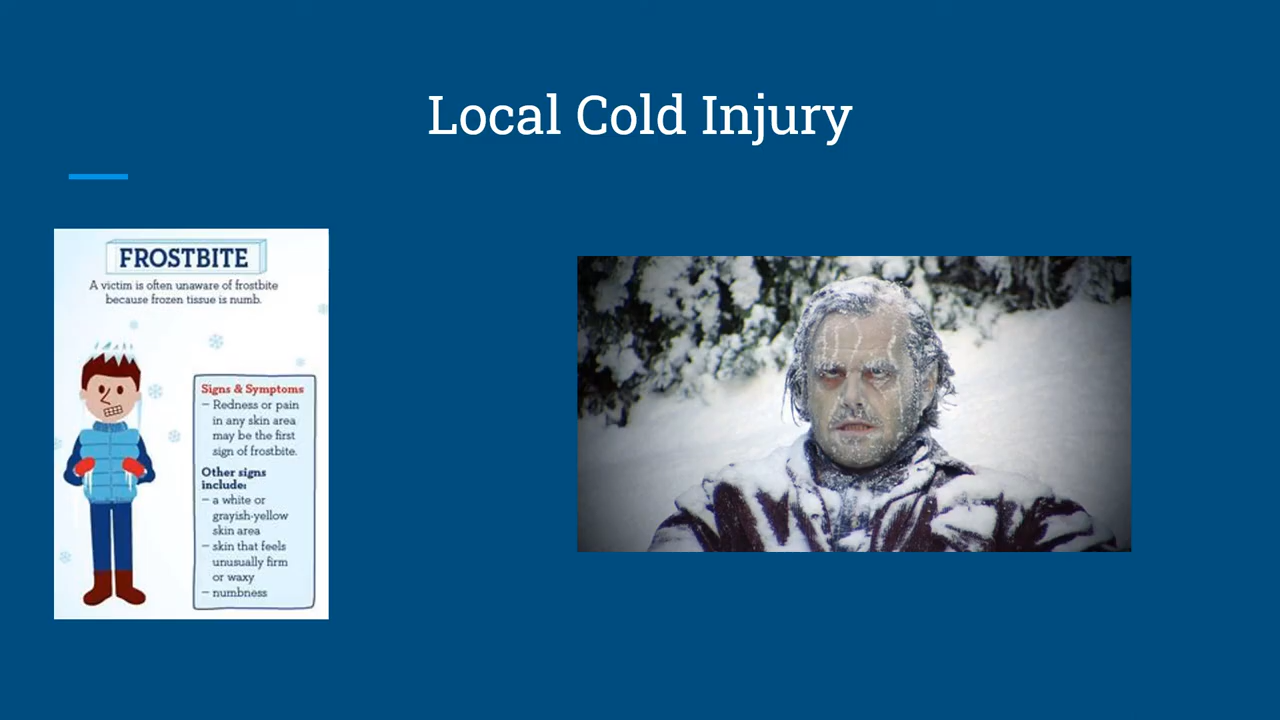 Local Cold Injury
FROSTBITE
A victim is often unaware of frostbite
because frozen tissue is numb.
Signs & Symptoms
– Redness or pain
in any skin area
may be the first
sign of frostbite.
Other signs
include:
– a white or
grayish-yellow
skin area
– skin that feels
unusually firm
or waxy
– numbness